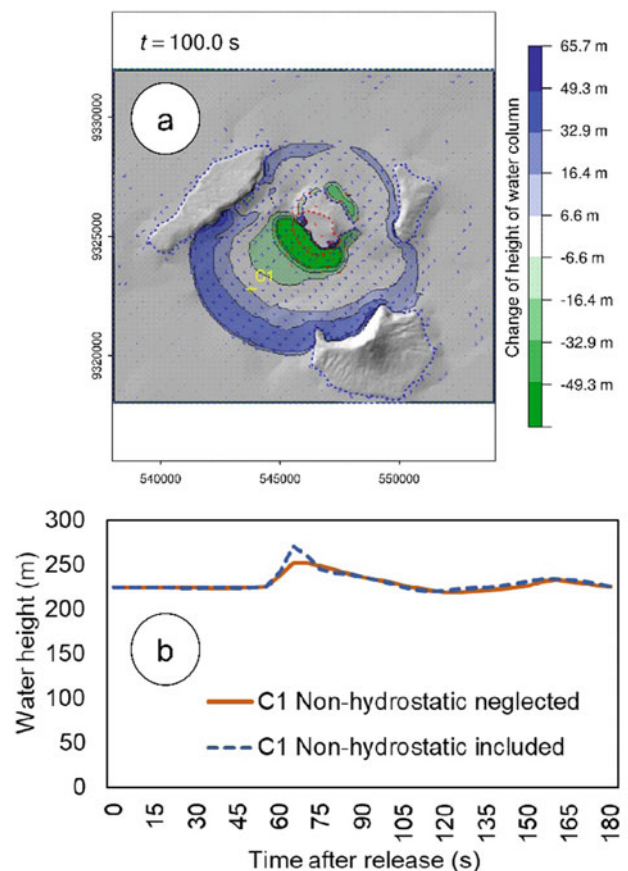 t = 100.0 s
a
C1
9330000
9325000
9320000
540000
545000
550000
65.7 m
49.3 m
32.9 m
16.4 m
6.6 m
-6.6 m
-16.4 m
-32.9 m
-49.3 m
Change of height of water column
300
250
200
150
100
50
0
Water height (m)
b
C1 Non-hydrostatic neglected
C1 Non-hydrostatic included
0 15 30 45 60 75 90 105 120 135 150 165 180
Time after release (s)